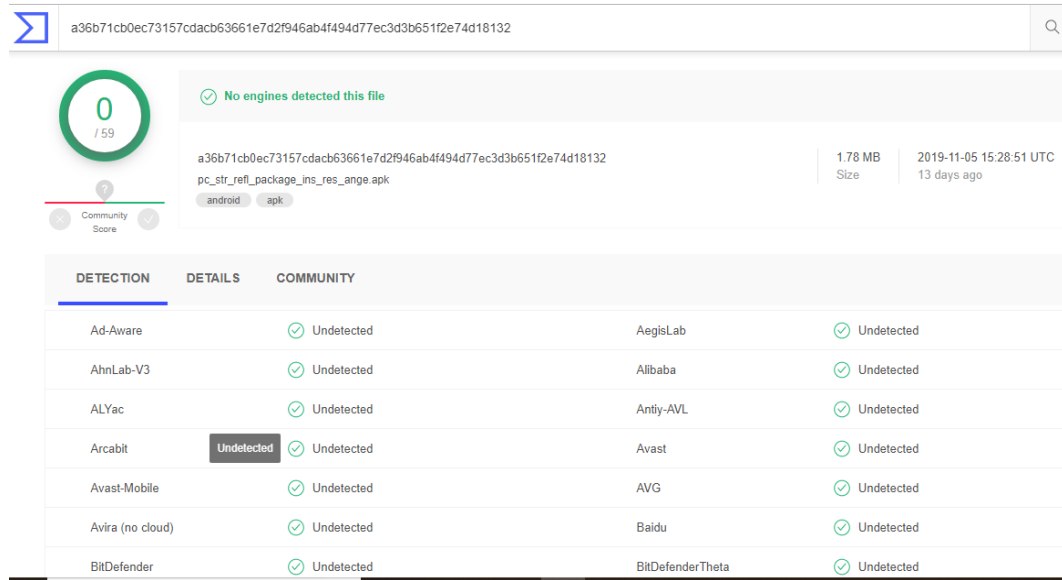 a36b71cb0ec73157cdacb63661e7d2f946ab4f494d77ec3d3b651f2e74d18132
0
/ 59
No engines detected this file
a36b71cb0ec73157cdacb63661e7d2f946ab4f494d77ec3d3b651f2e74d18132
pc_str_refl_package_ins_res_ange.apk
android apk
1.78 MB
Size
2019-11-05 15:28:51 UTC
13 days ago
?
Community
Score
DETECTION DETAILS COMMUNITY
Ad-Aware Undetected AegisLab Undetected
AhnLab-V3 Undetected Alibaba Undetected
ALYac Undetected Antiy-AVL Undetected
Arcabit Undetected Undetected Avast Undetected
Avast-Mobile Undetected AVG Undetected
Avira (no cloud) Undetected Baidu Undetected
BitDefender Undetected BitDefenderTheta Undetected